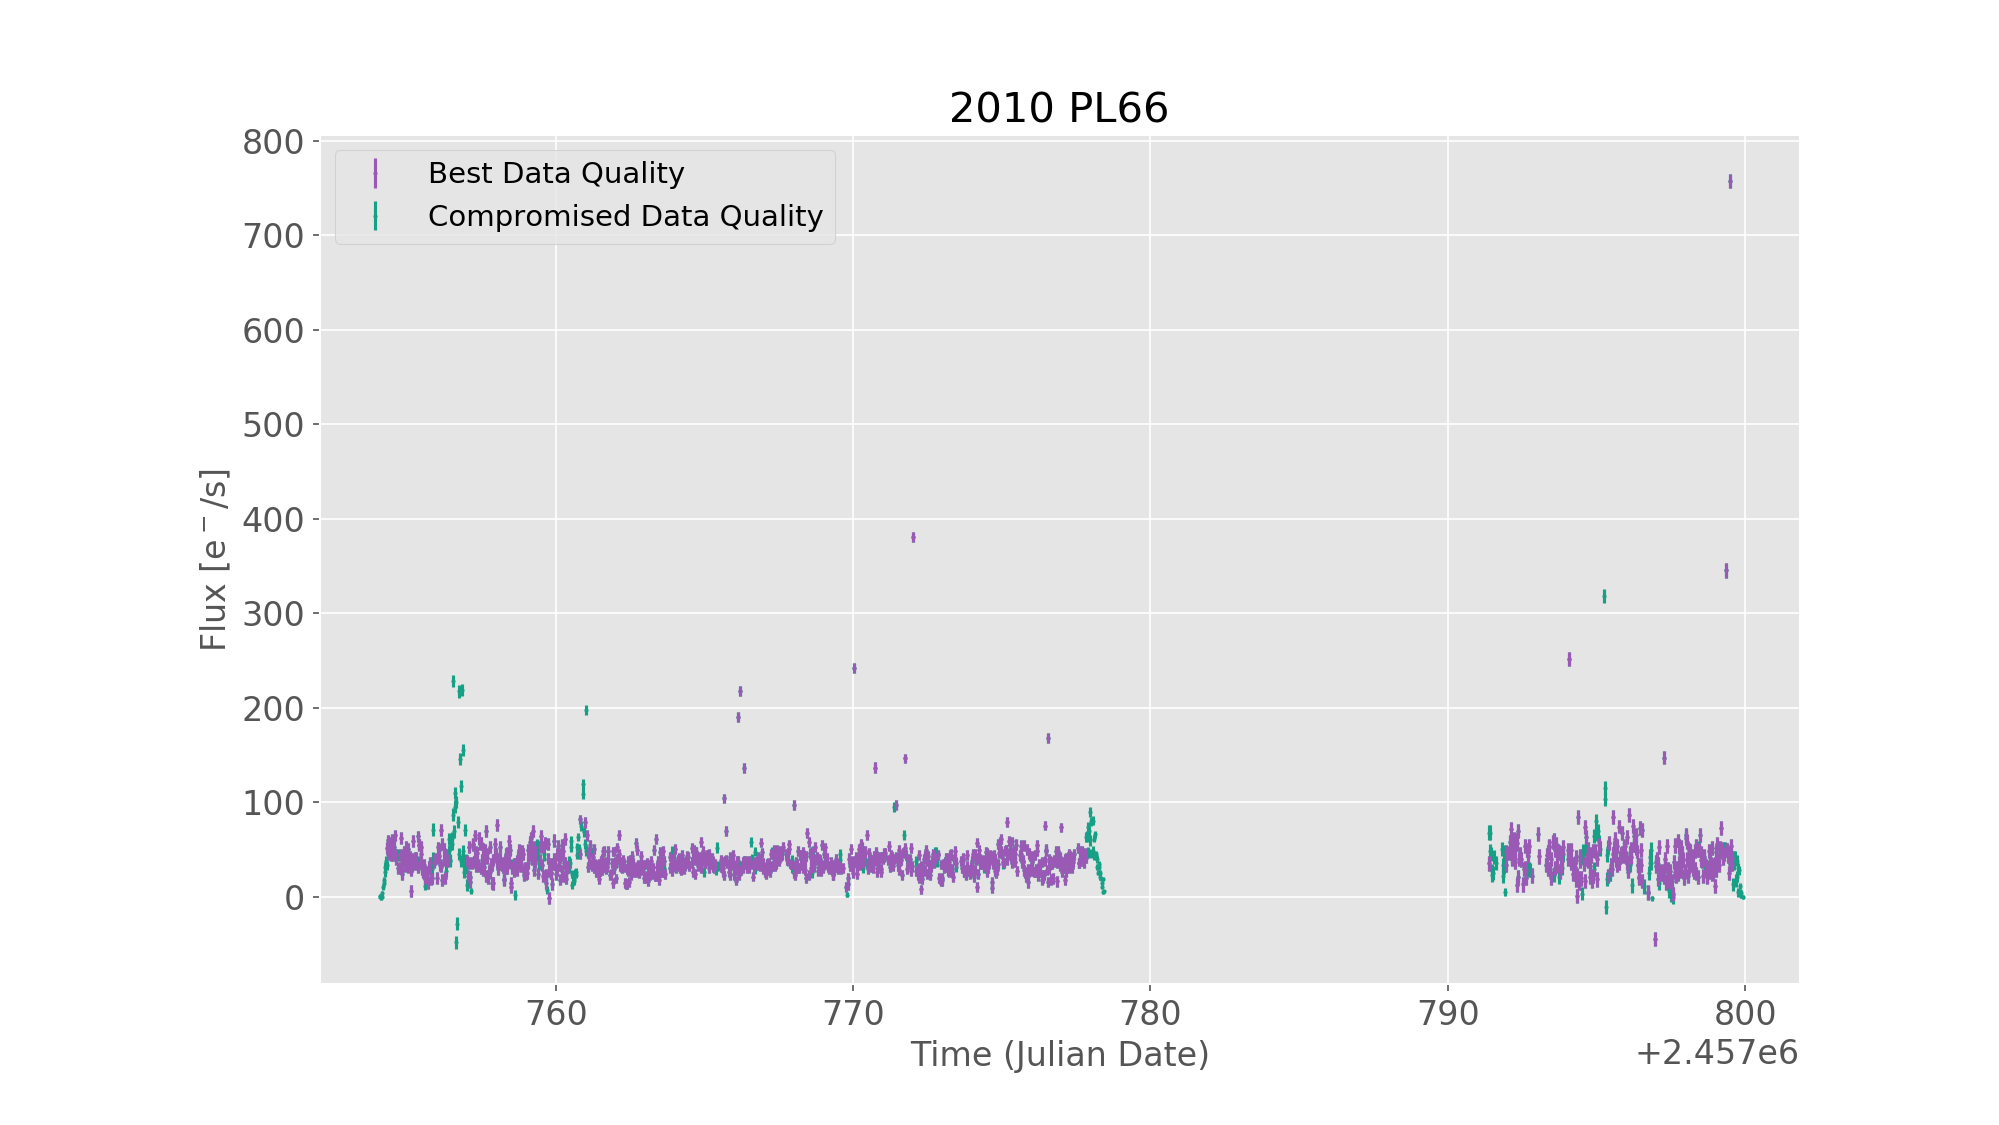 2010 PL66
Best Data Quality
Compromised Data Quality
800
700
600
500
400
300
200
100
0
Flux [e⁻/s]
760 770 780 790 800
Time (Julian Date)
+2.457e6